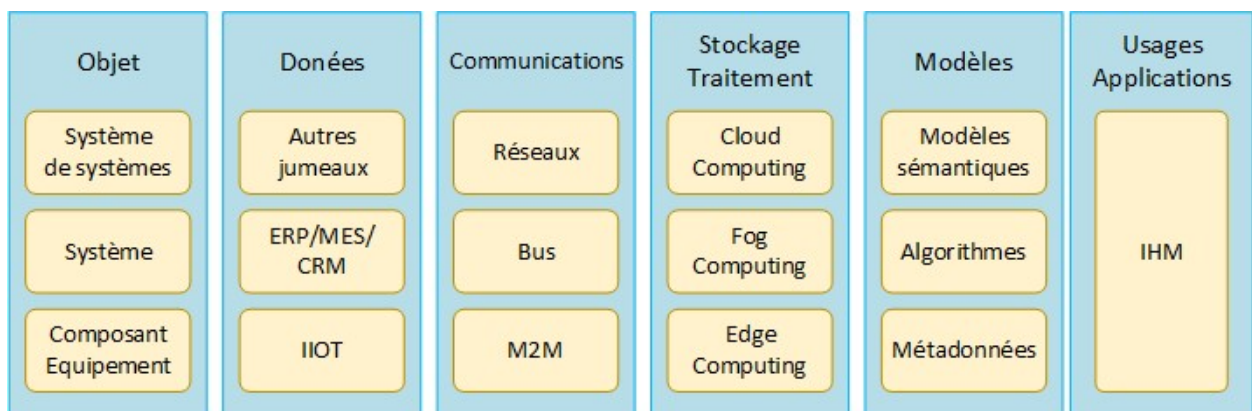 Objet
Système
de systèmes
Système
Composant
Equipement
Donées
Autres
jumeaux
ERP/MES/
CRM
IIOT
Communications
Réseaux
Bus
M2M
Stockage
Traitement
Cloud
Computing
Fog
Computing
Edge
Computing
Modèles
Modèles
sémantiques
Algorithmes
Métadonnées
Usages
Applications
IHM